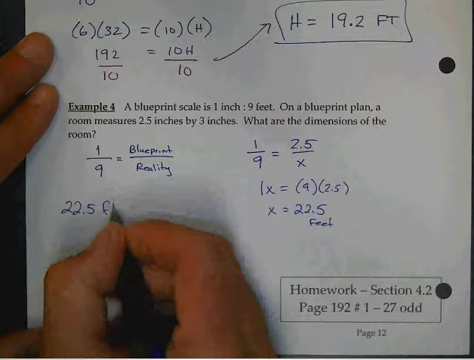 10
(6)(32) = (10)(H)
192/10 = 10H/10
H = 19.2 FT
Example 4 A blueprint scale is 1 inch : 9 feet. On a blueprint plan, a
room measures 2.5 inches by 3 inches. What are the dimensions of the
room?
1/9 = Blueprint/Reality
1/9 = 2.5/x
1x = (9)(2.5)
x = 22.5
Feet
22.5 f
Homework – Section 4.2
Page 192 # 1 – 27 odd
Page 12